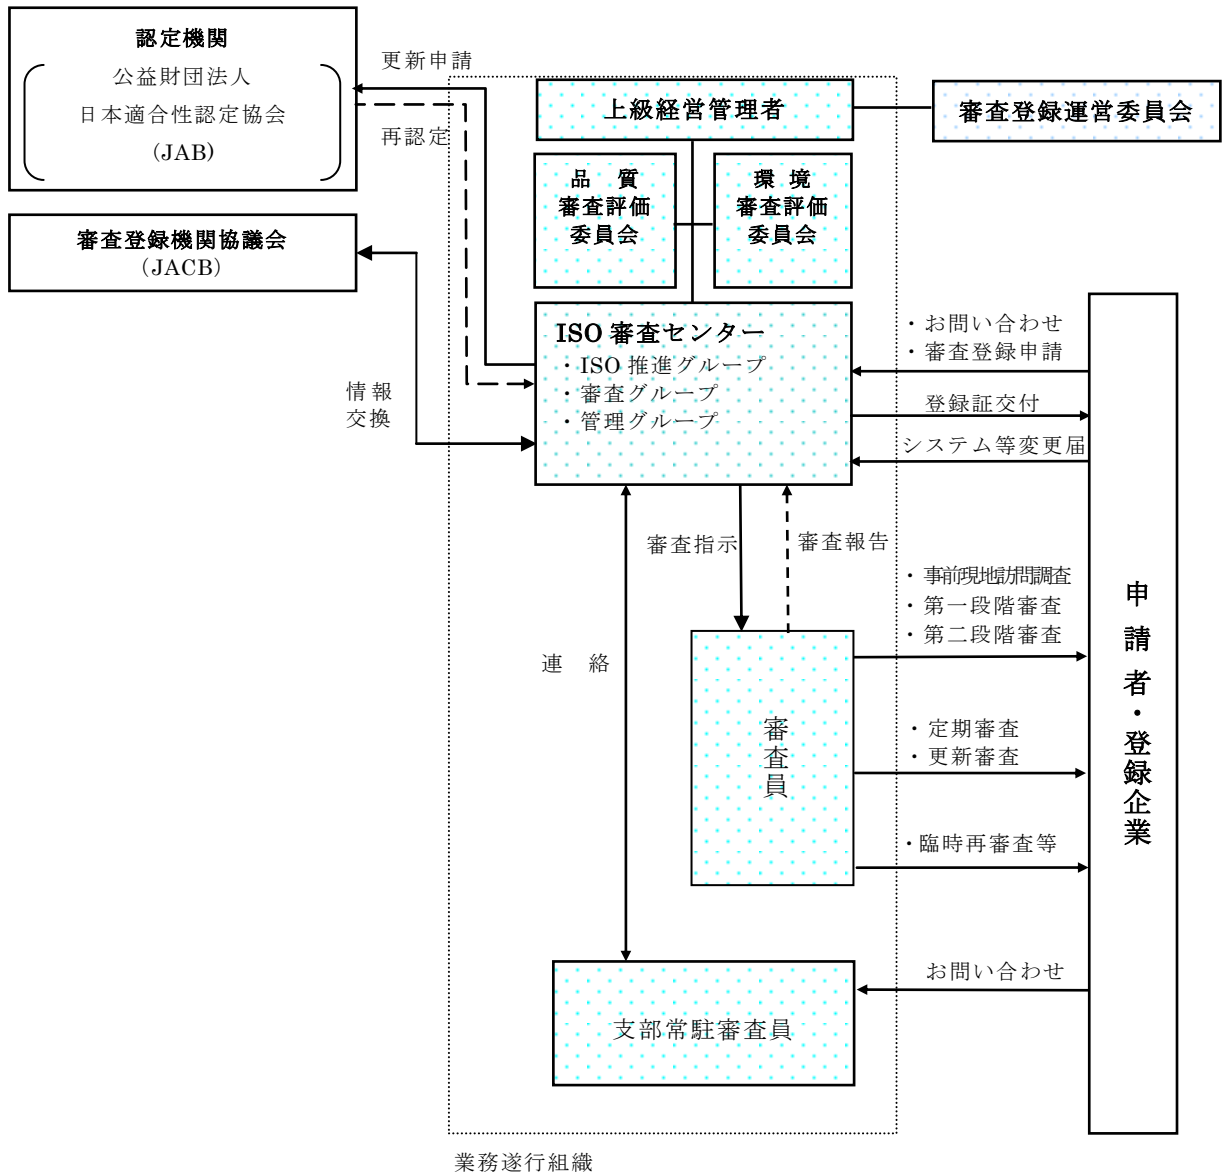 認定機関
公益財団法人
日本適合性認定協会
(JAB)
更新申請
再認定
上級経営管理者
審査登録運営委員会
品 質
審査評価
委員会
環 境
審査評価
委員会
審査登録機関協議会
(JACB)
情報
交換
ISO 審査センター
・ISO 推進グループ
・審査グループ
・管理グループ
・お問い合わせ
・審査登録申請
登録証交付
システム等変更届
審査指示
審査報告
連 絡
・事前現地訪問調査
・第一段階審査
・第二段階審査
審査員
・定期審査
・更新審査
・臨時再審査等
申請者・登録企業
お問い合わせ
支部常駐審査員
業務遂行組織